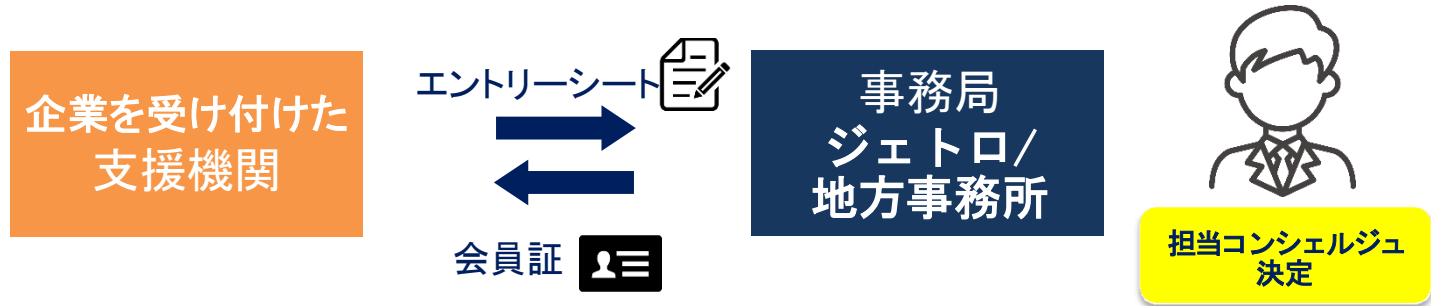 企業を受け付けた
支援機関
エントリーシート
会員証
事務局
ジェトロ/
地方事務所
担当コンシェルジュ
決定